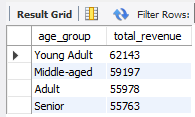 Result Grid Filter Rows:
age_group total_revenue
Young Adult 62143
Middle-aged 59197
Adult 55978
Senior 55763